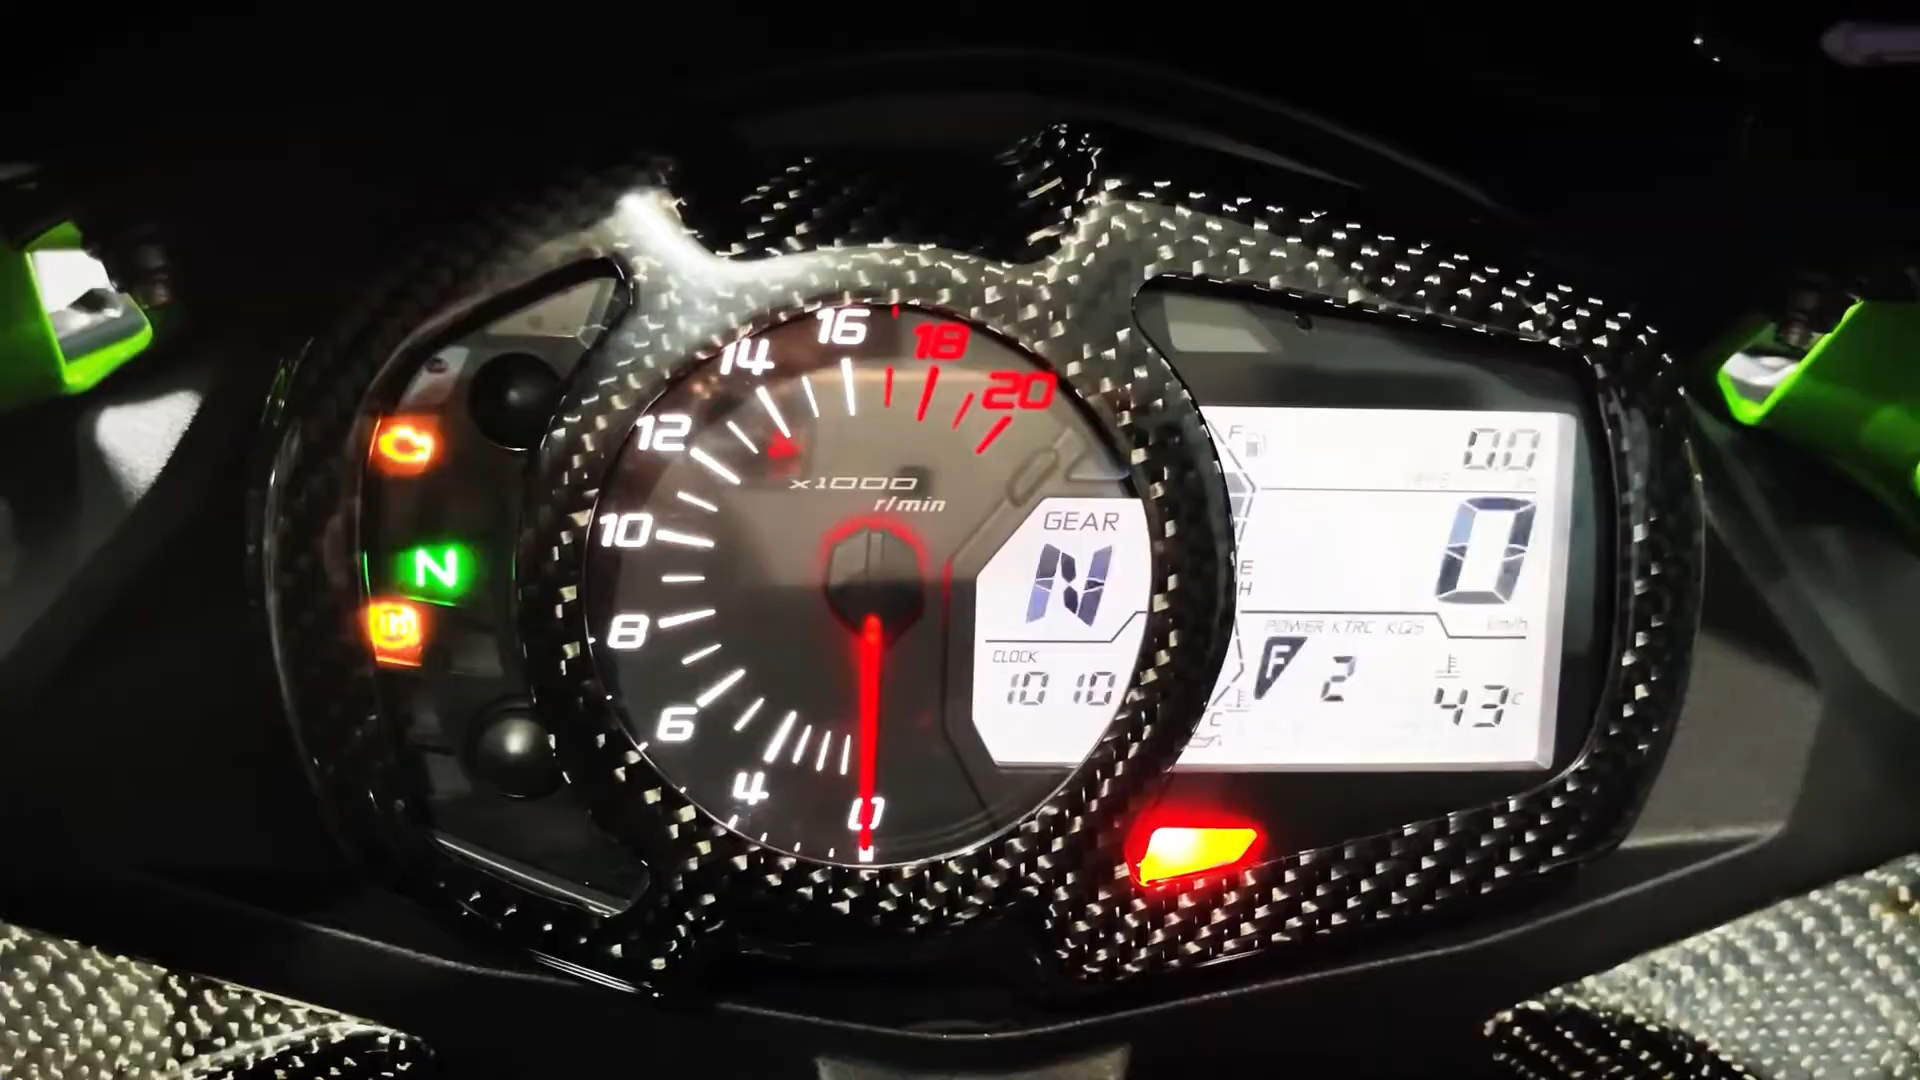 16
18
14
20
12
x1000
r/min
10
8
6
4
0
N
GEAR
N
CLOCK
10 10
F
0.0
0
E
H
km/h
POWER KTRC KQS
F
2
43 C
C